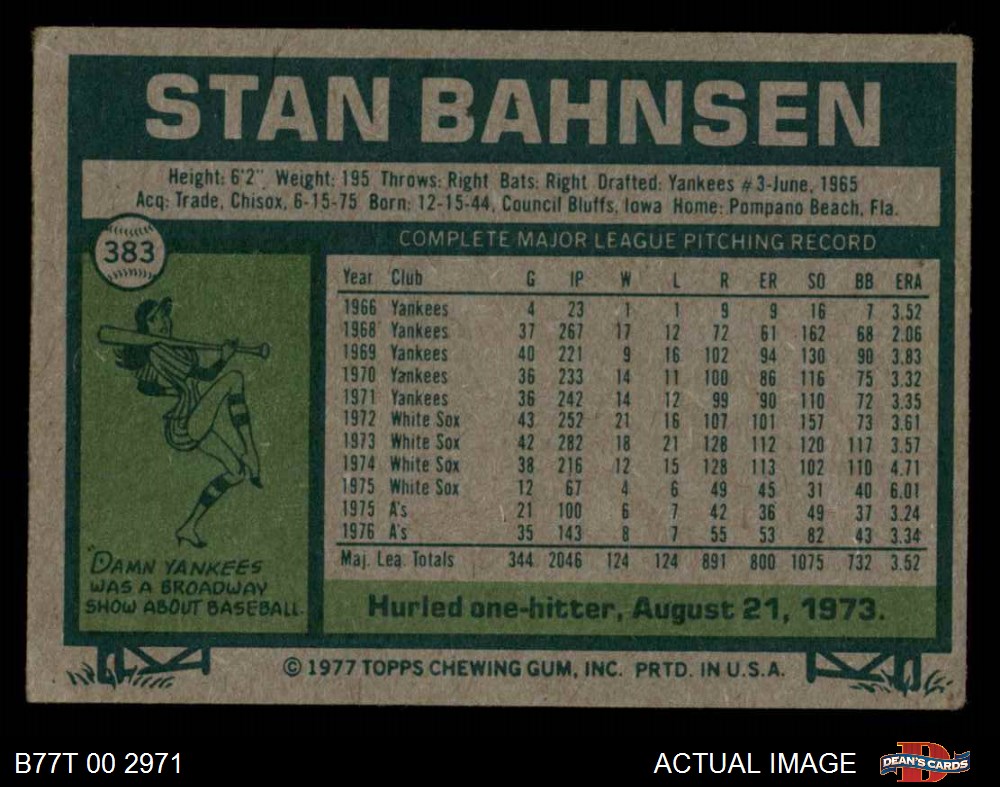 STAN BAHNSEN
Height: 6'2" Weight: 195 Throws: Right Bats: Right Drafted: Yankees #3-June, 1965
Acq: Trade, Chisox, 6-15-75 Born: 12-15-44, Council Bluffs, Iowa Home: Pompano Beach, Fla.
383
COMPLETE MAJOR LEAGUE PITCHING RECORD
Year Club G IP W L R ER SO BB ERA
1966 Yankees 4 23 1 1 9 9 16 7 3.52
1968 Yankees 37 267 17 12 72 61 162 68 2.06
1969 Yankees 40 221 9 16 102 94 130 90 3.83
1970 Yankees 36 233 14 11 100 86 116 75 3.32
1971 Yankees 36 242 14 12 99 90 110 72 3.35
1972 White Sox 43 252 21 16 107 101 157 73 3.61
1973 White Sox 42 282 18 21 128 112 120 117 3.57
1974 White Sox 38 216 12 15 128 113 102 110 4.71
1975 White Sox 12 67 4 6 49 45 31 40 6.01
1975 A's 21 100 6 7 42 36 49 37 3.24
1976 A's 35 143 8 7 55 53 82 43 3.34
Maj. Lea. Totals 344 2046 124 124 891 800 1075 732 3.52
"DAMN YANKEES
WAS A BROADWAY
SHOW ABOUT BASEBALL.
Hurled one-hitter, August 21, 1973.
© 1977 TOPPS CHEWING GUM, INC. PRTD. IN U.S.A.
B77T 00 2971
ACTUAL IMAGE
DEAN'S CARDS